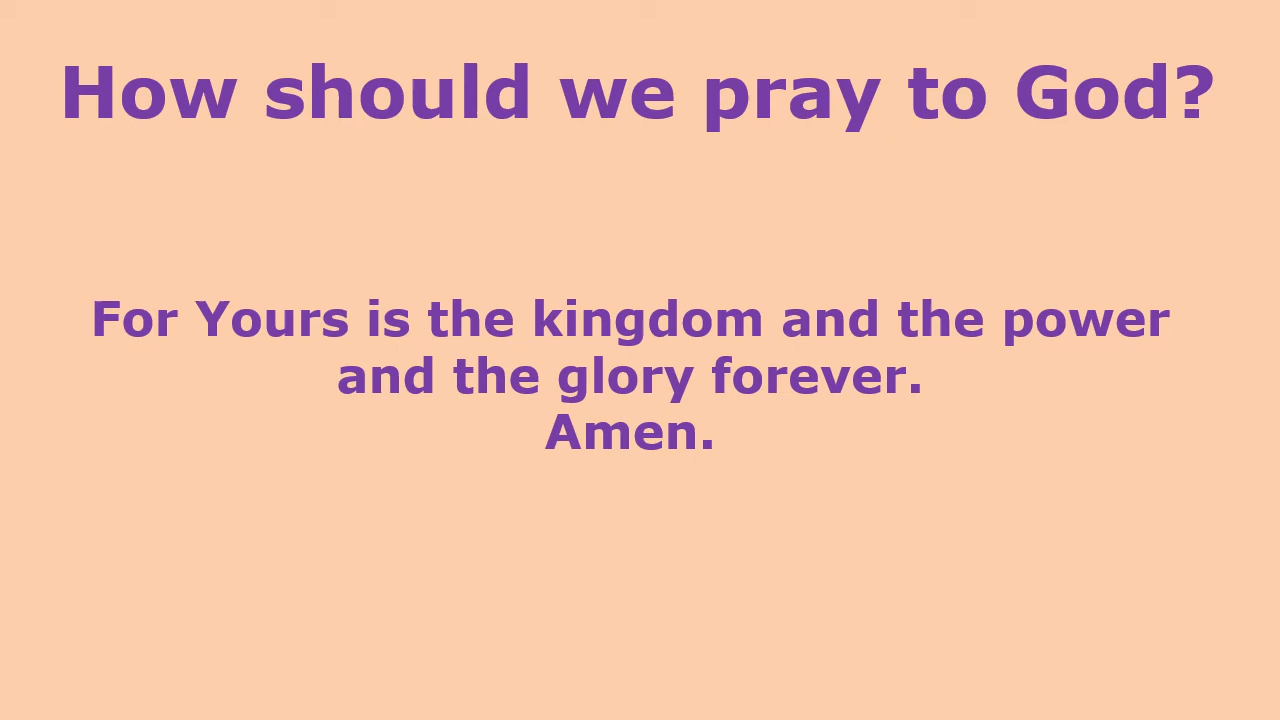 How should we pray to God?
For Yours is the kingdom and the power
and the glory forever.
Amen.